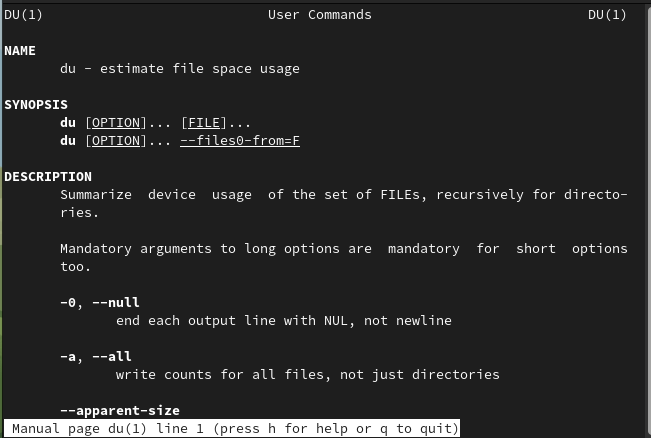 DU(1) User Commands DU(1)
NAME
du - estimate file space usage
SYNOPSIS
du [OPTION]... [FILE]...
du [OPTION]... --files0-from=F
DESCRIPTION
Summarize device usage of the set of FILEs, recursively for directo-
ries.
Mandatory arguments to long options are mandatory for short options
too.
-0, --null
end each output line with NUL, not newline
-a, --all
write counts for all files, not just directories
--apparent-size
Manual page du(1) line 1 (press h for help or q to quit)